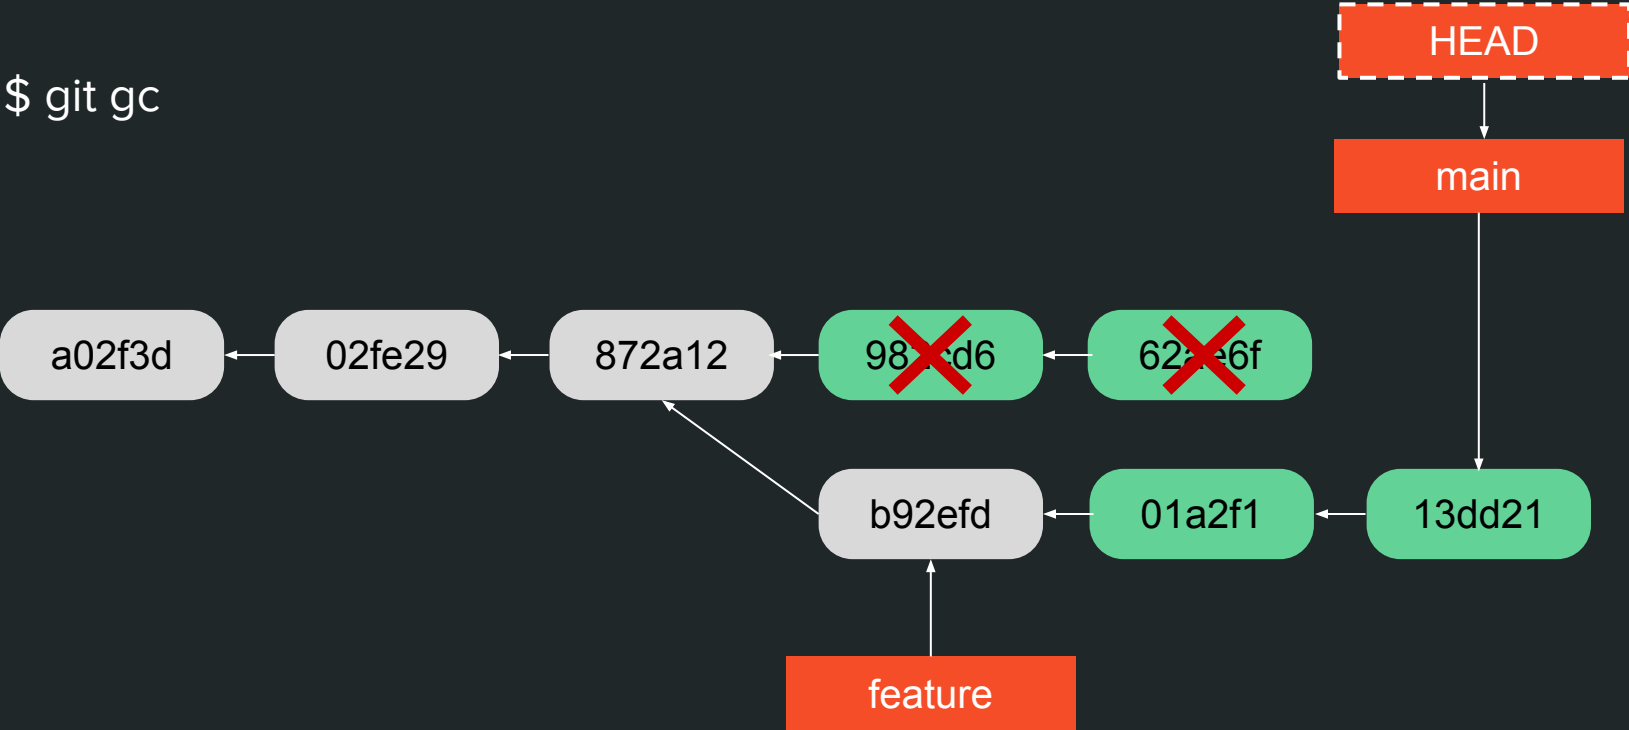 HEAD
$ git gc
main
a02f3d
02fe29
872a12
b92efd
01a2f1
13dd21
feature